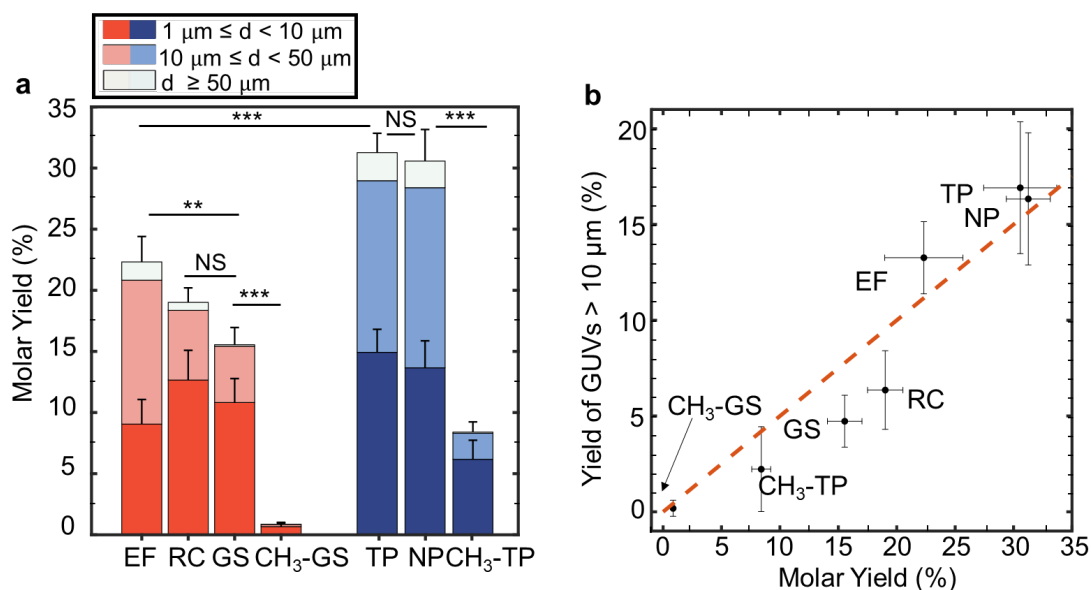 1 µm ≤ d < 10 µm
10 µm ≤ d < 50 µm
d ≥ 50 µm
a
35
30
25
20
15
10
5
0
Molar Yield (%)
***
NS
***
**
NS
***
EF RC GS CH₃-GS TP NP CH₃-TP
b
20
15
10
5
0
Yield of GUVs > 10 µm (%)
TP
NP
EF
RC
CH₃-GS
GS
CH₃-TP
0 5 10 15 20 25 30 35
Molar Yield (%)